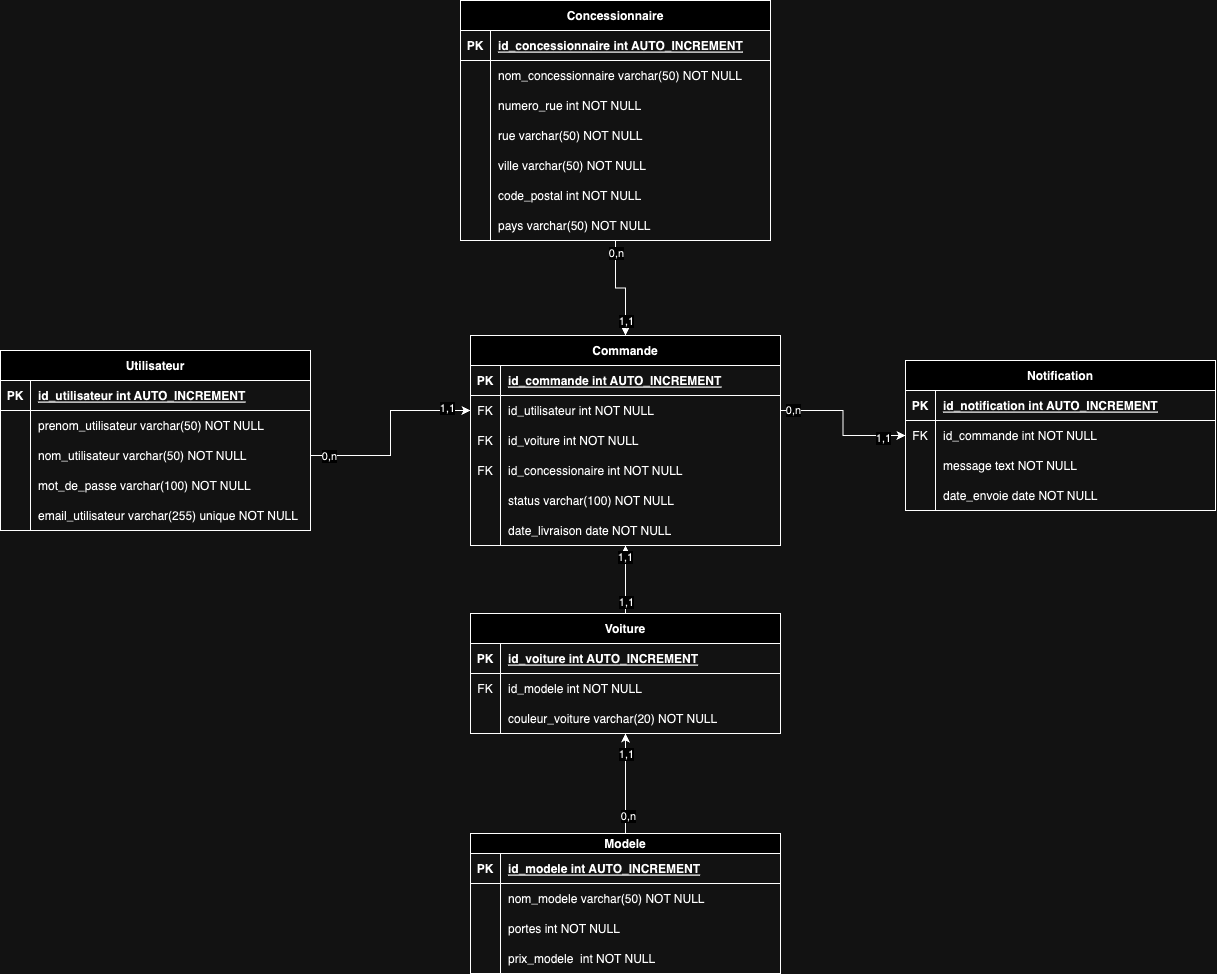 Concessionnaire
PK id_concessionnaire int AUTO_INCREMENT
nom_concessionnaire varchar(50) NOT NULL
numero_rue int NOT NULL
rue varchar(50) NOT NULL
ville varchar(50) NOT NULL
code_postal int NOT NULL
pays varchar(50) NOT NULL
0,n
1,1
Utilisateur
PK id_utilisateur int AUTO_INCREMENT
prenom_utilisateur varchar(50) NOT NULL
nom_utilisateur varchar(50) NOT NULL
mot_de_passe varchar(100) NOT NULL
email_utilisateur varchar(255) unique NOT NULL
0,n
1,1
Commande
PK id_commande int AUTO_INCREMENT
FK id_utilisateur int NOT NULL
FK id_voiture int NOT NULL
FK id_concessionaire int NOT NULL
status varchar(100) NOT NULL
date_livraison date NOT NULL
0,n
1,1
Notification
PK id_notification int AUTO_INCREMENT
FK id_commande int NOT NULL
message text NOT NULL
date_envoie date NOT NULL
1,1
1,1
Voiture
PK id_voiture int AUTO_INCREMENT
FK id_modele int NOT NULL
couleur_voiture varchar(20) NOT NULL
1,1
0,n
Modele
PK id_modele int AUTO_INCREMENT
nom_modele varchar(50) NOT NULL
portes int NOT NULL
prix_modele int NOT NULL